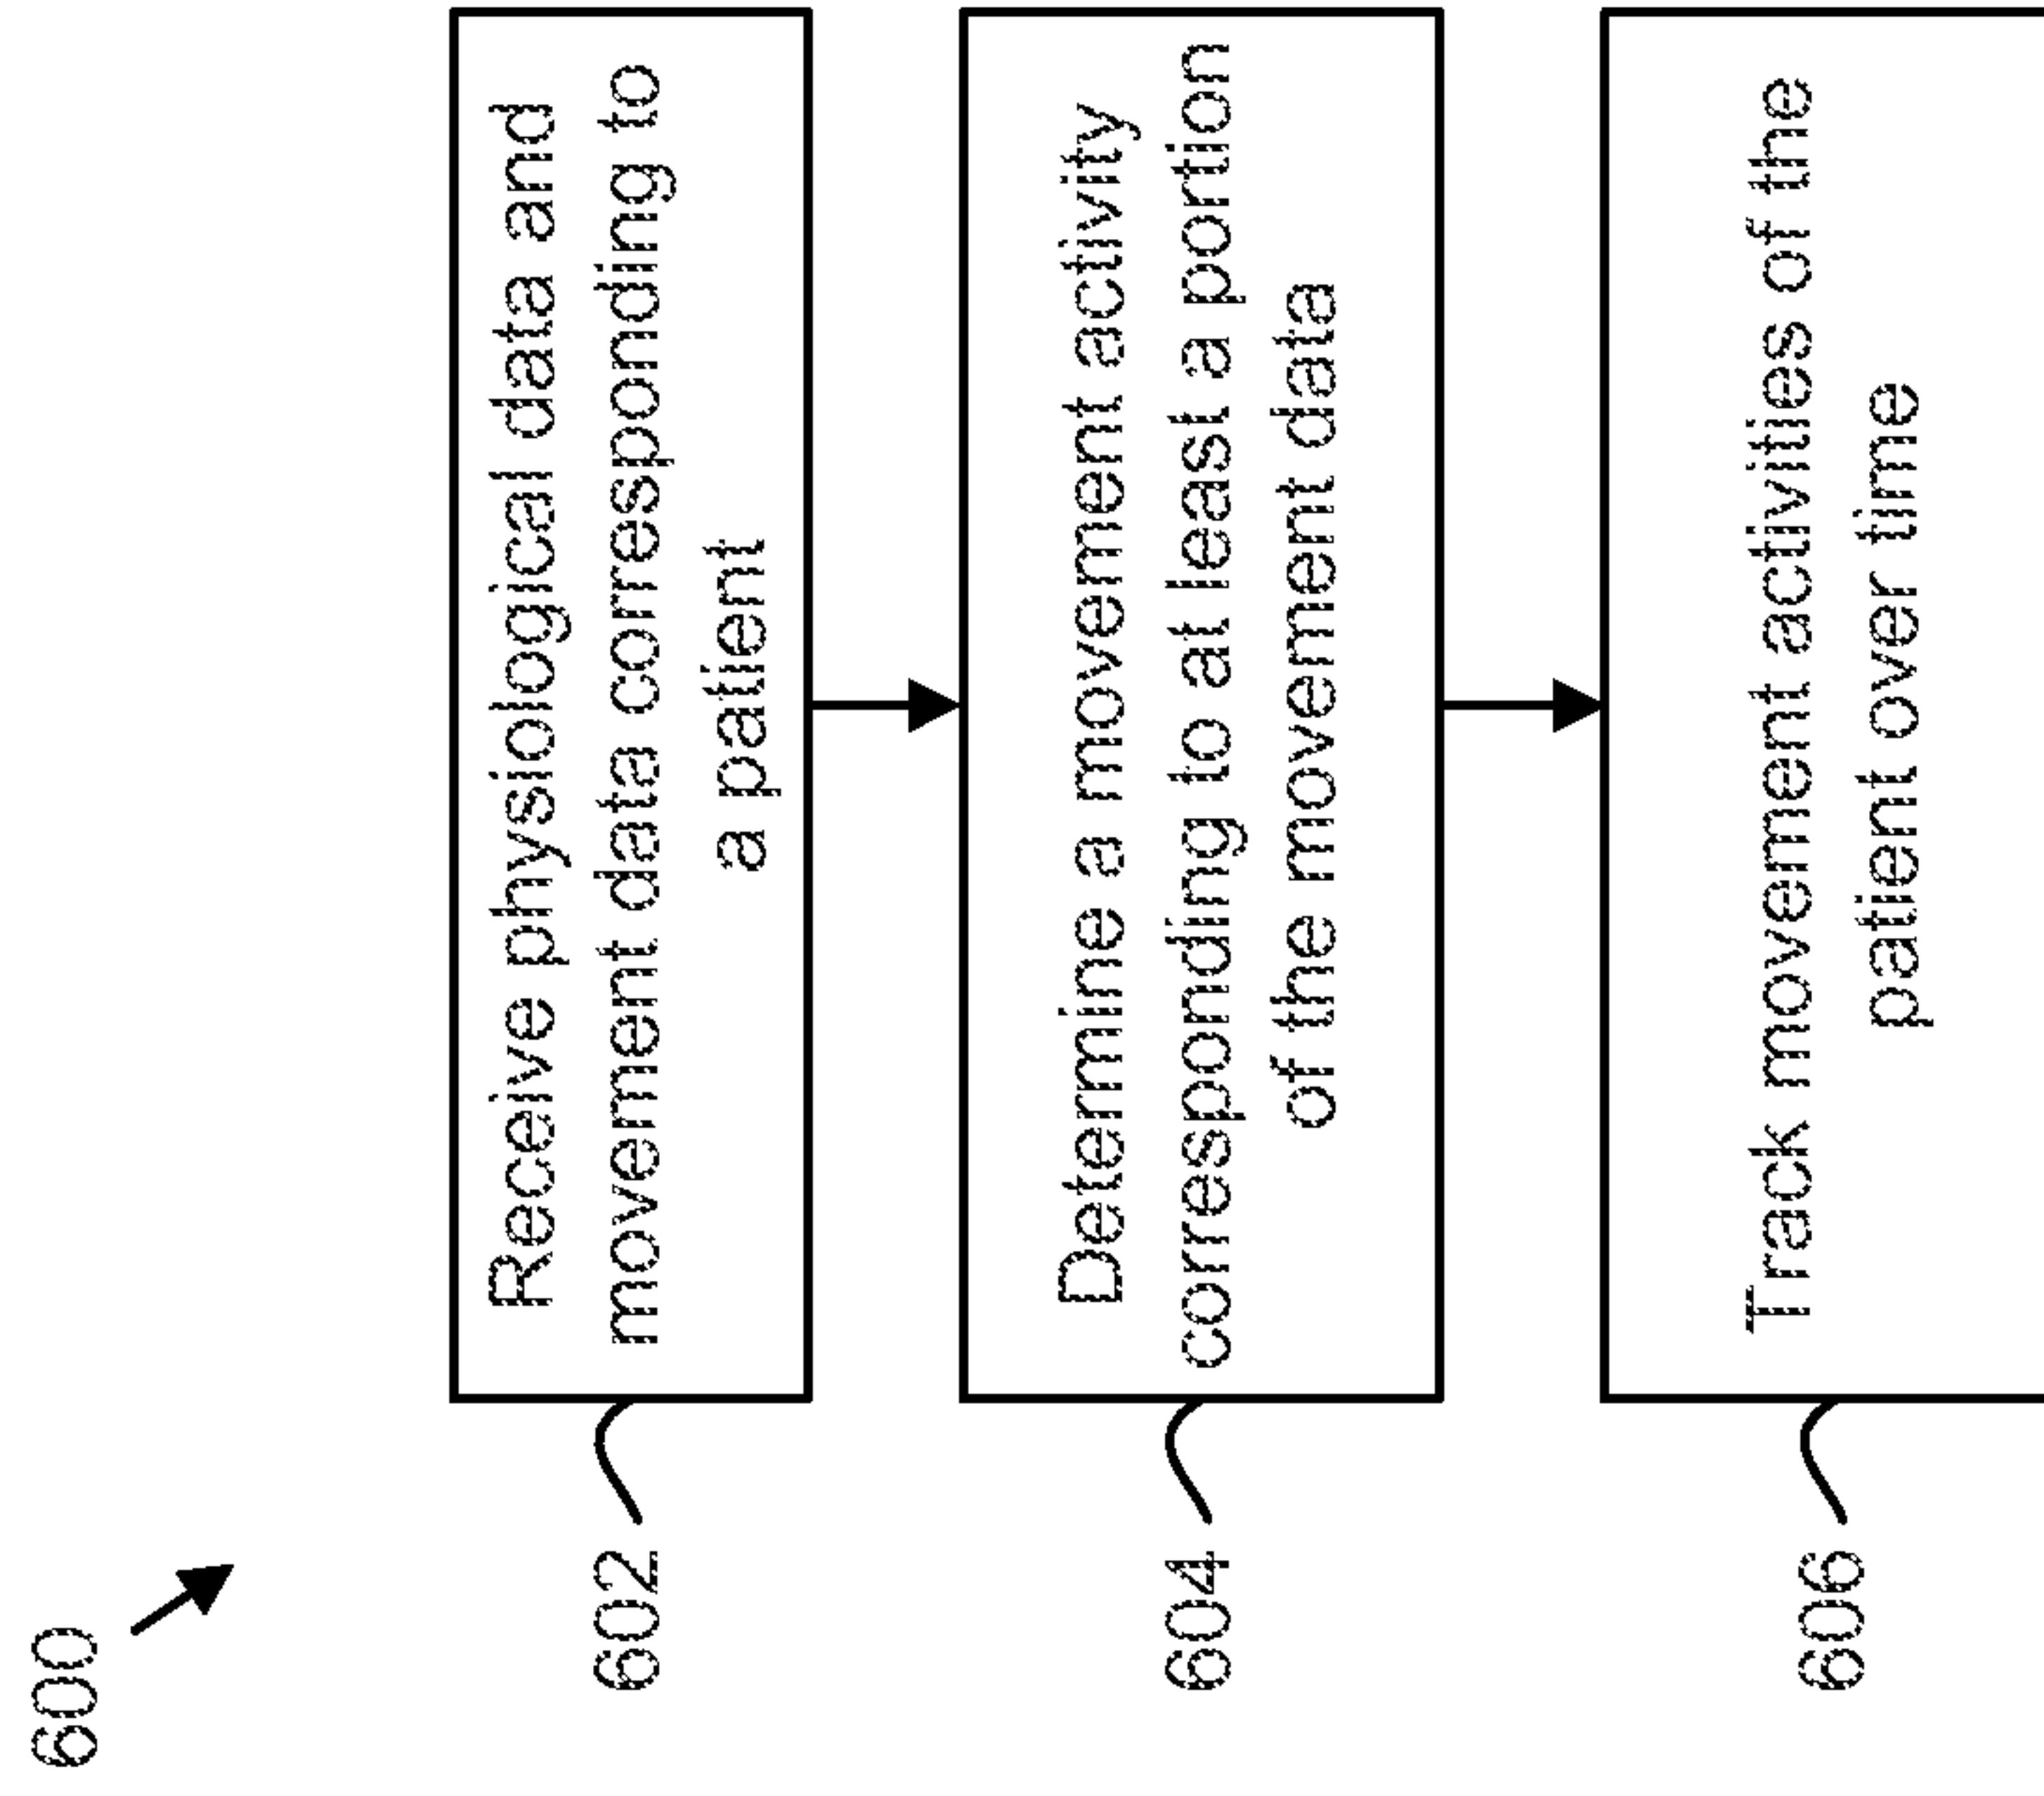 600
602
Receive physiological data and
movement data corresponding to
a patient
604
Determine a movement activity
corresponding to at least a portion
of the movement data
606
Track movement activities of the
patient over time